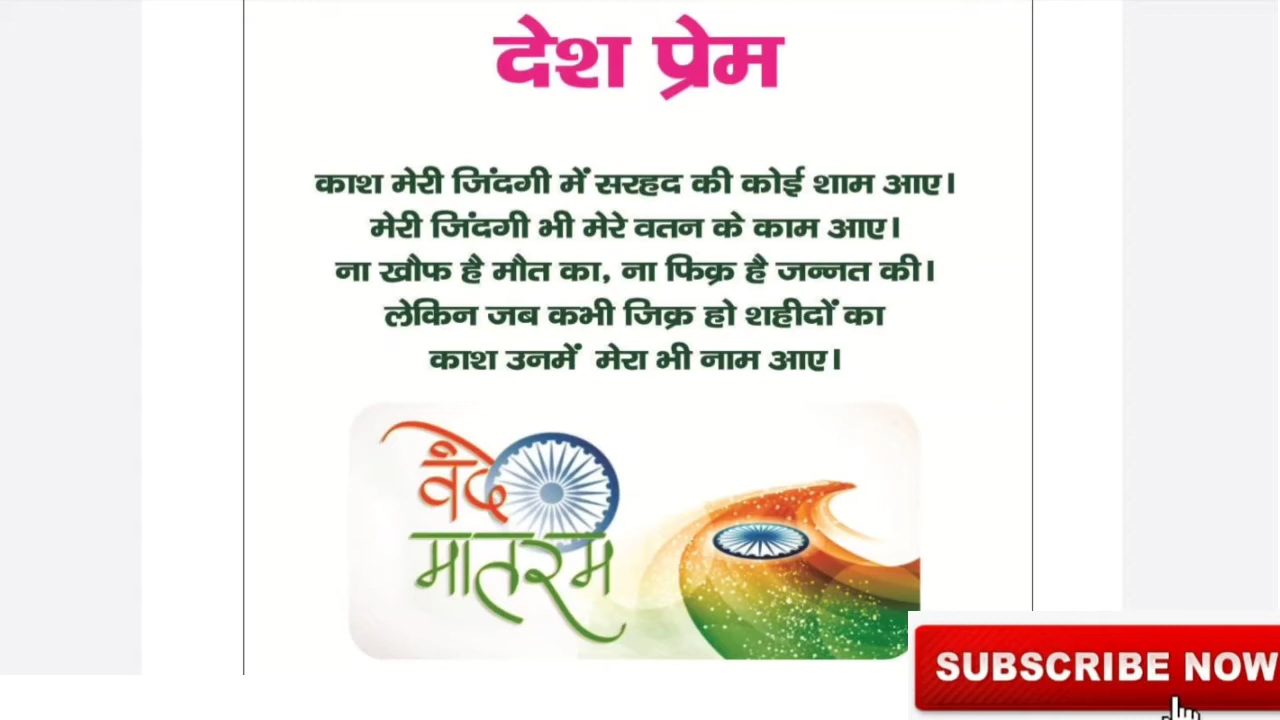 देश प्रेम
काश मेरी जिंदगी में सरहद की कोई शाम आए।
मेरी जिंदगी भी मेरे वतन के काम आए।
ना खौफ है मौत का, ना फिक्र है जन्नत की।
लेकिन जब कभी जिक्र हो शहीदों का
काश उनमें मेरा भी नाम आए।
वंदे
मातरम
SUBSCRIBE NOW